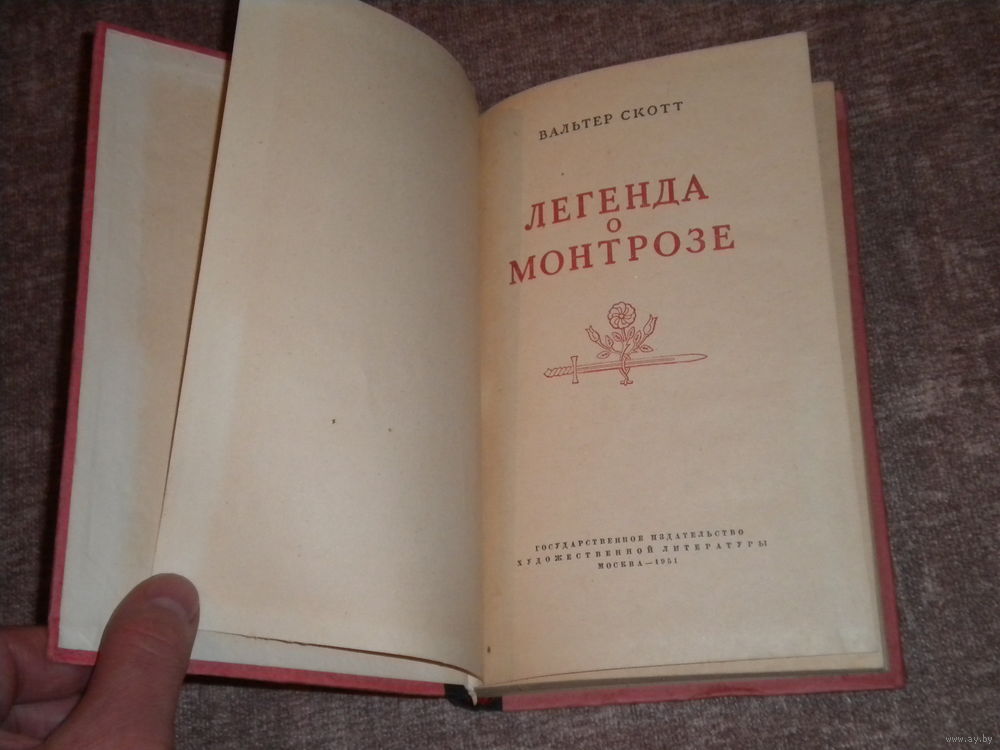 ВАЛЬТЕР СКОТТ
ЛЕГЕНДА
О
МОНТРОЗЕ
ГОСУДАРСТВЕННОЕ ИЗДАТЕЛЬСТВО
ХУДОЖЕСТВЕННОЙ ЛИТЕРАТУРЫ
МОСКВА—1951
www.ay.by